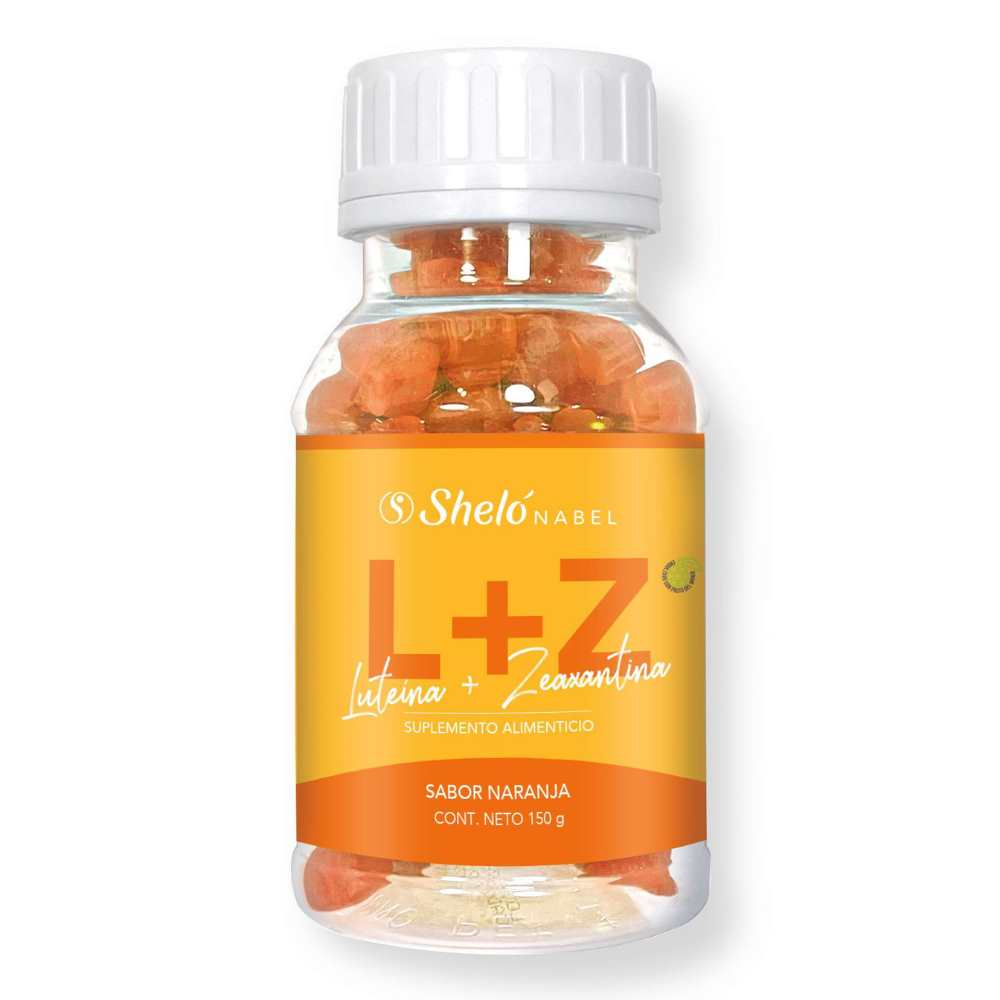 Sheló NABEL
L+Z
Luteína + Zeaxantina
SUPLEMENTO ALIMENTICIO
SABOR NARANJA
CONT. NETO 150 g